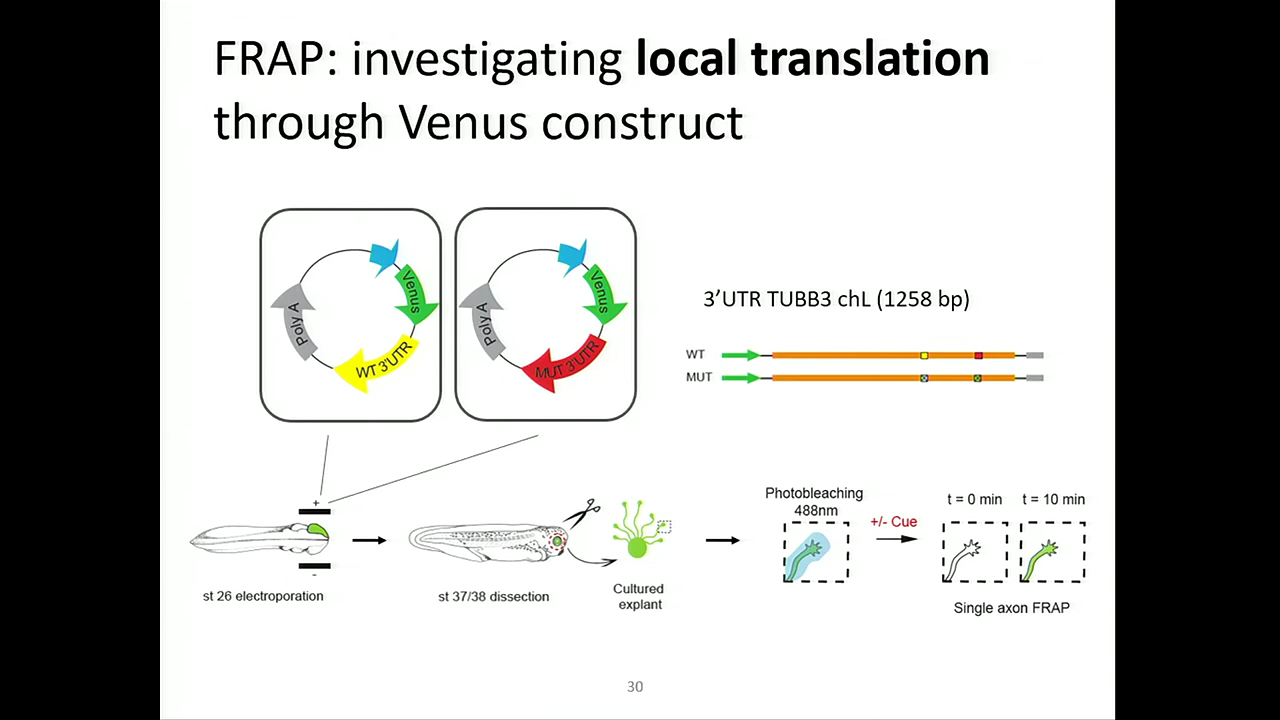 FRAP: investigating local translation
through Venus construct
Venus
WT 3'UTR
Poly A
Venus
MUT 3'UTR
Poly A
3’UTR TUBB3 chL (1258 bp)
WT
MUT
+
-
st 26 electroporation
st 37/38 dissection
Cultured
explant
Photobleaching
488nm
+/- Cue
t = 0 min
t = 10 min
Single axon FRAP
30